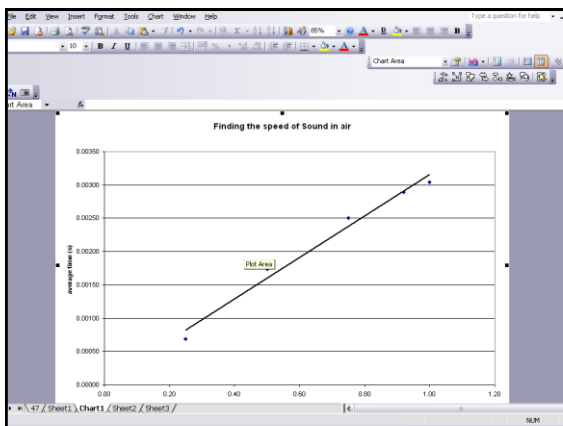 Edit View Insert Format Tools Chart Window Help Type a question for help
85%
10 B I U
Chart Area
Chart Area fx
Finding the speed of Sound in air
0.00350
0.00300
0.00250
0.00200
0.00150
0.00100
0.00050
0.00000
average time (s)
Plot Area
0.00 0.20 0.40 0.60 0.80 1.00 1.20
47 / Sheet1 / Chart1 / Sheet2 / Sheet3 /
NUM